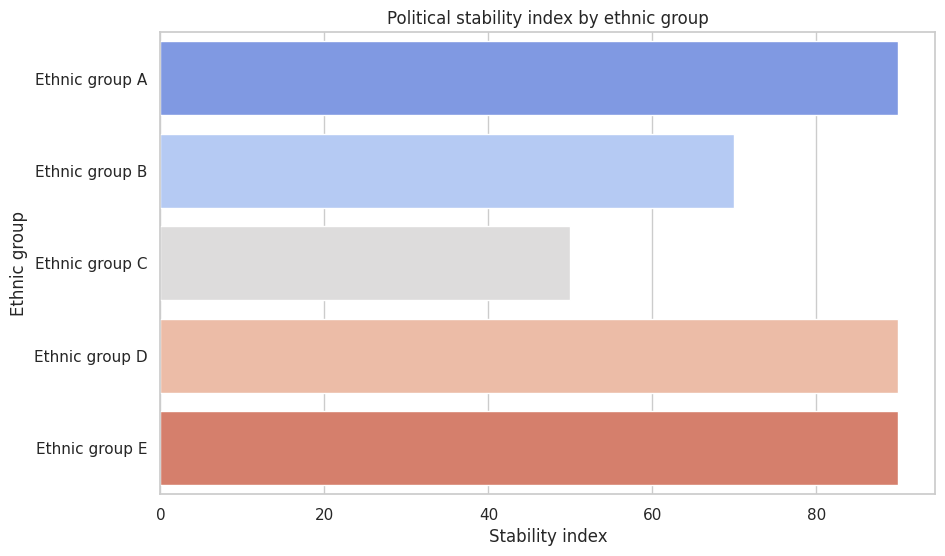 Political stability index by ethnic group
Ethnic group
Ethnic group A
Ethnic group B
Ethnic group C
Ethnic group D
Ethnic group E
0 20 40 60 80
Stability index